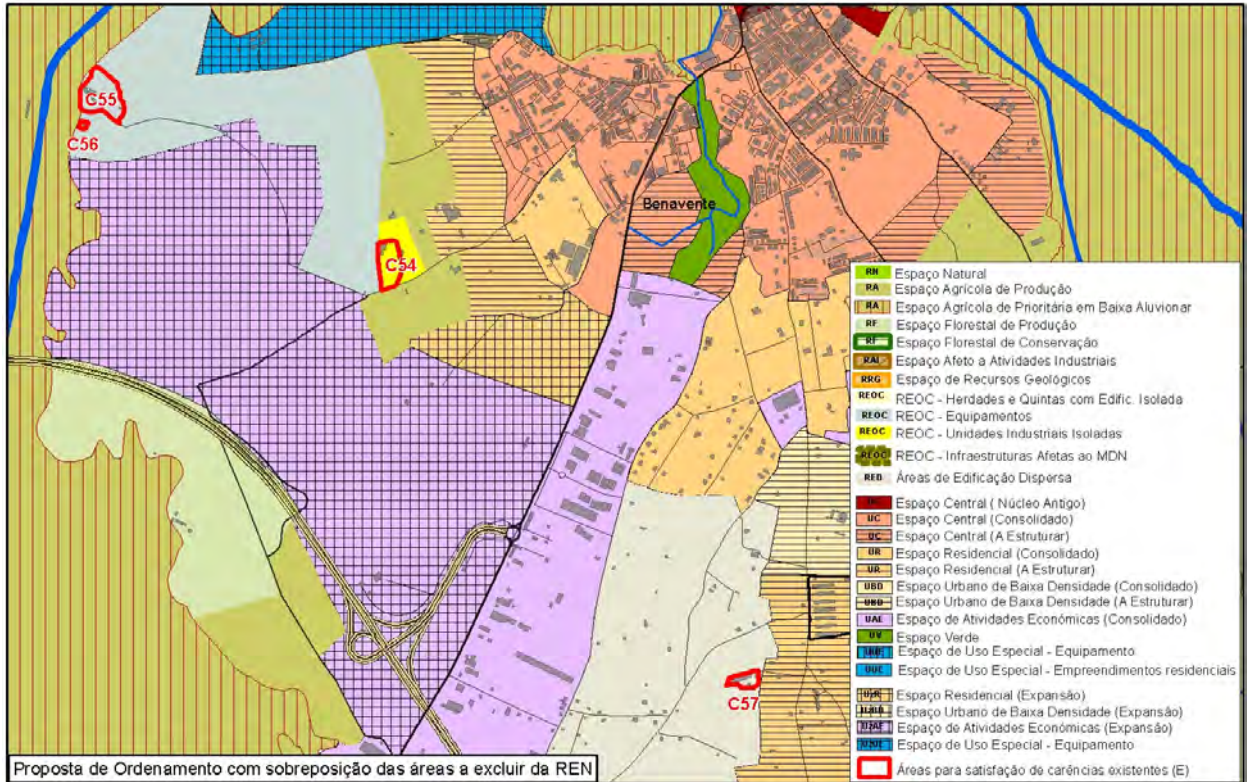 C55
C56
C54
Benavente
C57
RN Espaço Natural
RA Espaço Agrícola de Produção
RA Espaço Agrícola de Prioritária em Baixa Aluvionar
RF Espaço Florestal de Produção
RF Espaço Florestal de Conservação
RAI Espaço Afeto a Atividades Industriais
RRG Espaço de Recursos Geológicos
REOC REOC - Herdades e Quintas com Edific. Isolada
REOC REOC - Equipamentos
REOC REOC - Unidades Industriais Isoladas
REOC REOC - Infraestruturas Afetas ao MDN
RED Áreas de Edificação Dispersa
Espaço Central ( Núcleo Antigo)
UC Espaço Central (Consolidado)
UC Espaço Central (A Estruturar)
UR Espaço Residencial (Consolidado)
UR Espaço Residencial (A Estruturar)
UBD Espaço Urbano de Baixa Densidade (Consolidado)
UBD Espaço Urbano de Baixa Densidade (A Estruturar)
UAE Espaço de Atividades Económicas (Consolidado)
UV Espaço Verde
Espaço de Uso Especial - Equipamento
UUE Espaço de Uso Especial - Empreendimentos residenciais
Espaço Residencial (Expansão)
Espaço Urbano de Baixa Densidade (Expansão)
Espaço de Atividades Económicas (Expansão)
Espaço de Uso Especial - Equipamento
Áreas para satisfação de carências existentes (E)
Proposta do Ordenamento com sobreposição das áreas a excluir da REN